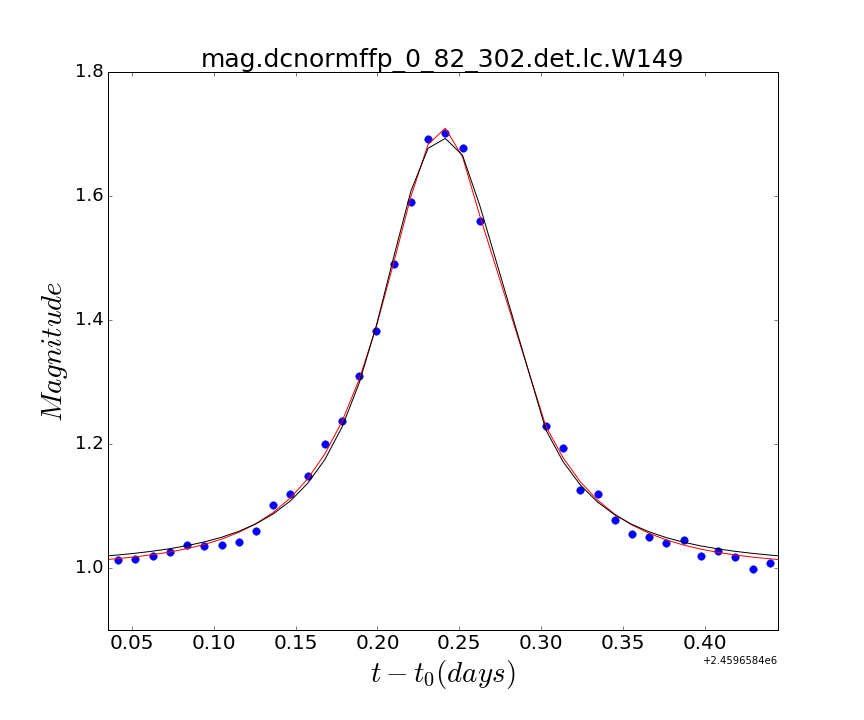 mag.dcnormffp_0_82_302.det.lc.W149
1.8
1.6
1.4
1.2
1.0
Magnitude
0.05 0.10 0.15 0.20 0.25 0.30 0.35 0.40
+2.4596584e6
t − t₀(days)